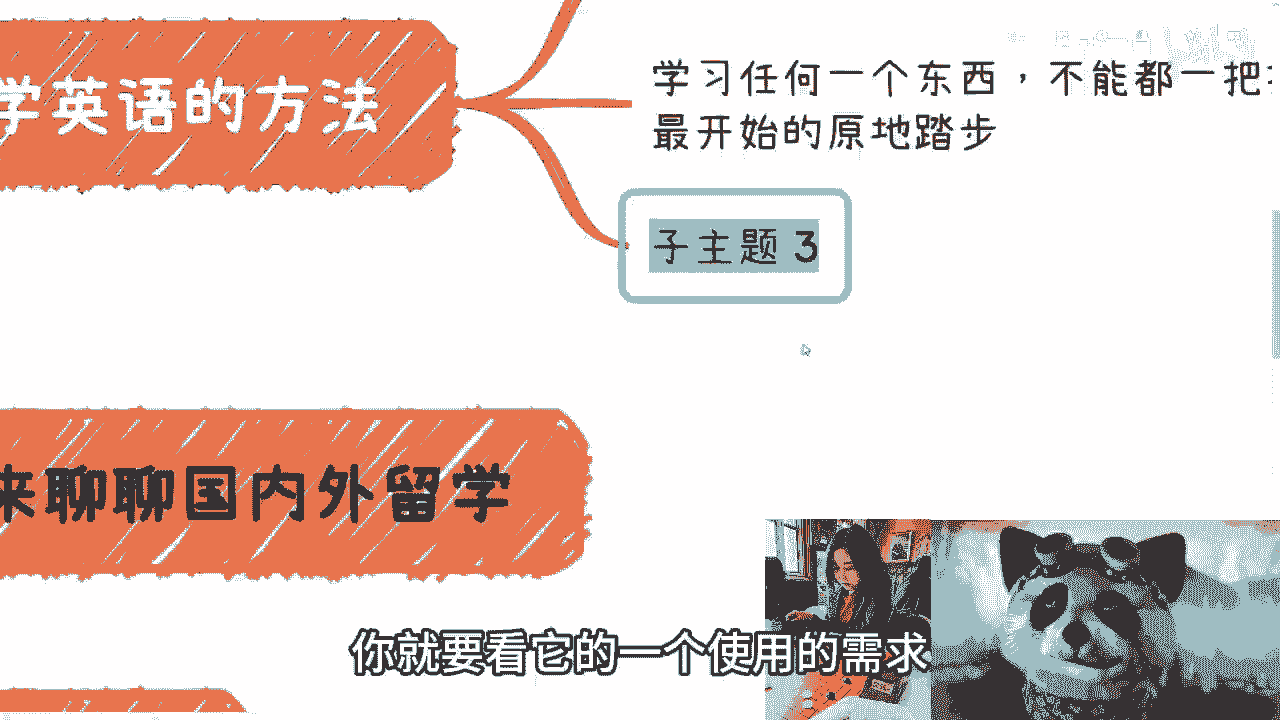 学英语的方法
学习任何一个东西，不能都一把
最开始的原地踏步
子主题 3
来聊聊国内外留学
你就要看它的一个使用的需求